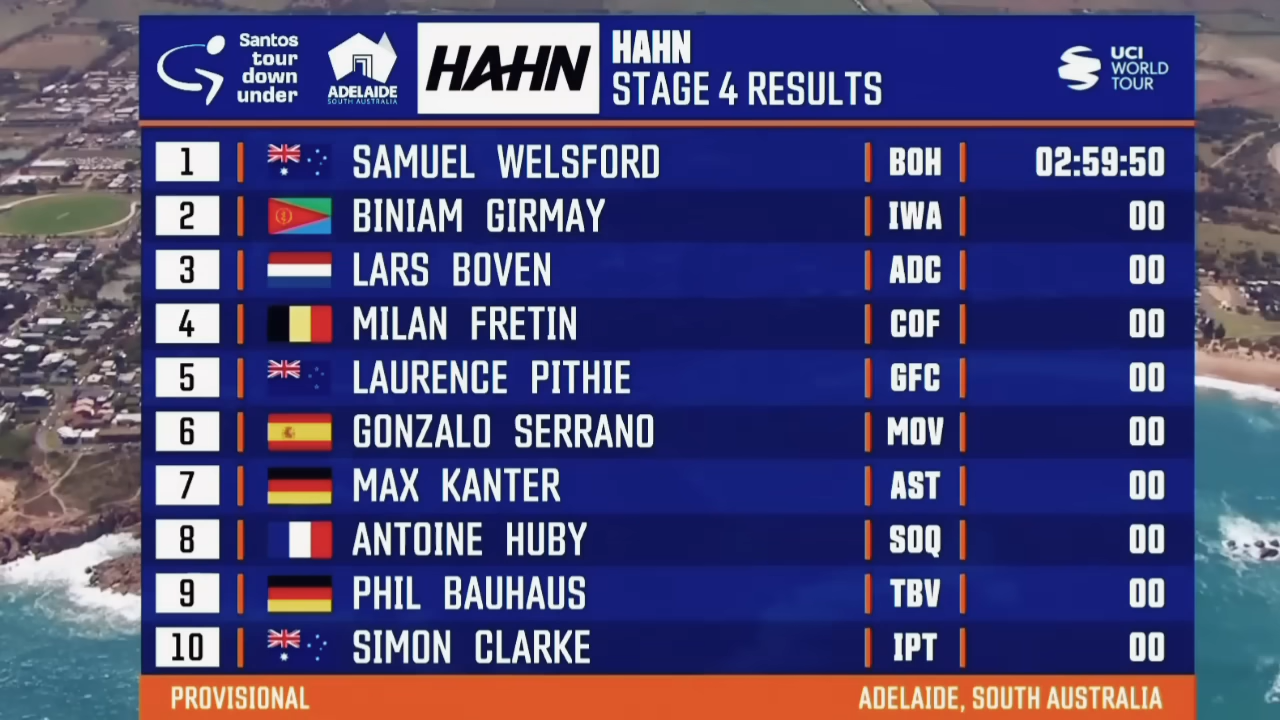 Santos
tour
down
under
ADELAIDE
SOUTH AUSTRALIA
HAHN
HAHN
STAGE 4 RESULTS
UCI
WORLD
TOUR
1 SAMUEL WELSFORD BOH 02:59:50
2 BINIAM GIRMAY IWA 00
3 LARS BOVEN ADC 00
4 MILAN FRETIN COF 00
5 LAURENCE PITHIE GFC 00
6 GONZALO SERRANO MOV 00
7 MAX KANTER AST 00
8 ANTOINE HUBY SOQ 00
9 PHIL BAUHAUS TBV 00
10 SIMON CLARKE IPT 00
PROVISIONAL ADELAIDE, SOUTH AUSTRALIA